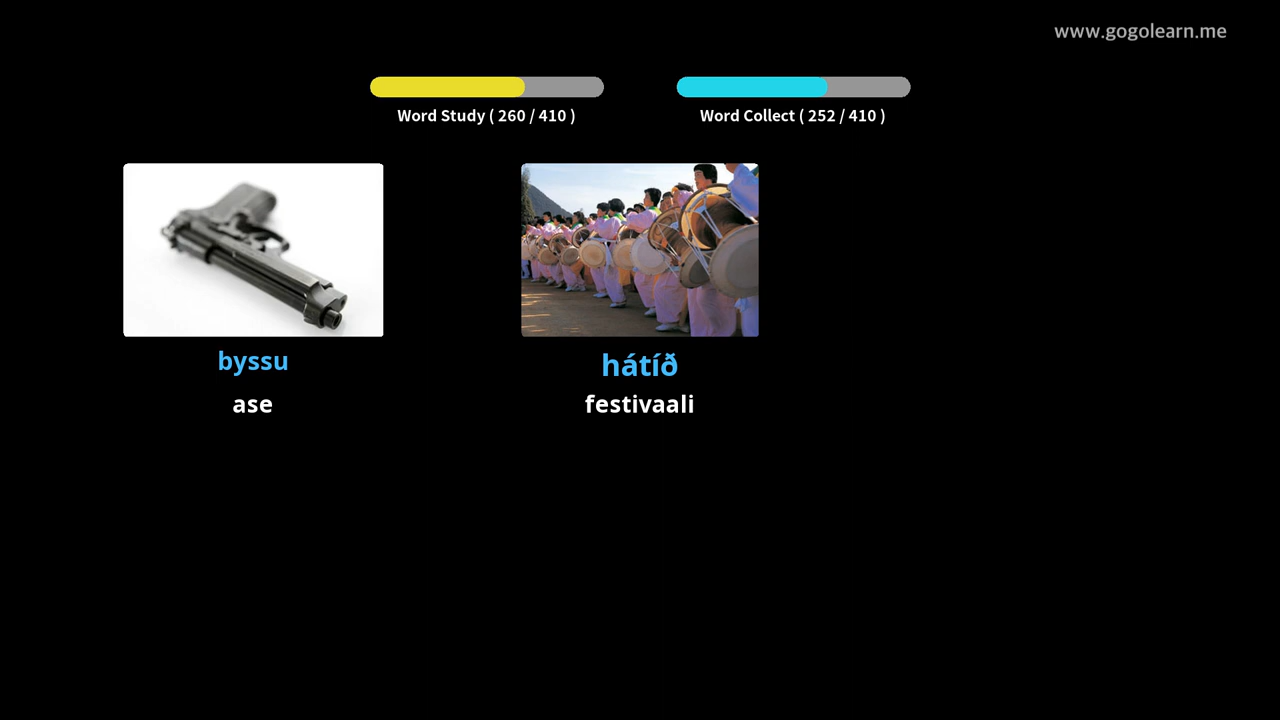 www.gogolearn.me
Word Study ( 260 / 410 )
Word Collect ( 252 / 410 )
byssu
ase
hátíð
festivaali